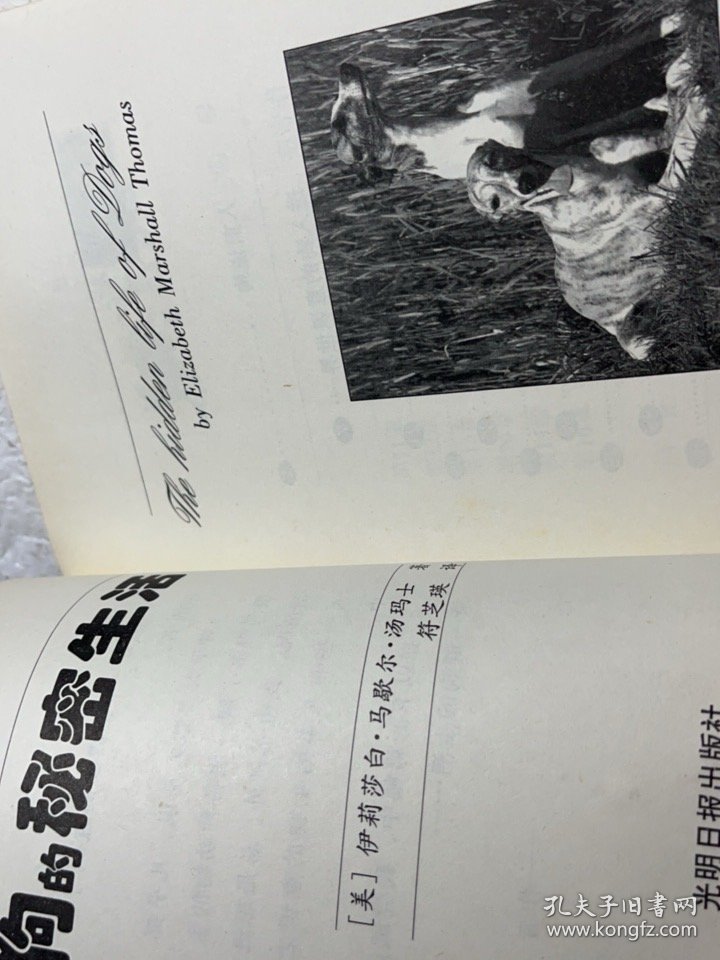 The hidden life of Dogs
by Elizabeth Marshall Thomas
狗的秘密生活
[美] 伊莉莎白·马歇尔·汤玛士 著
符芝瑛 译
光明日报出版社
孔夫子旧书网
www.kongfz.com